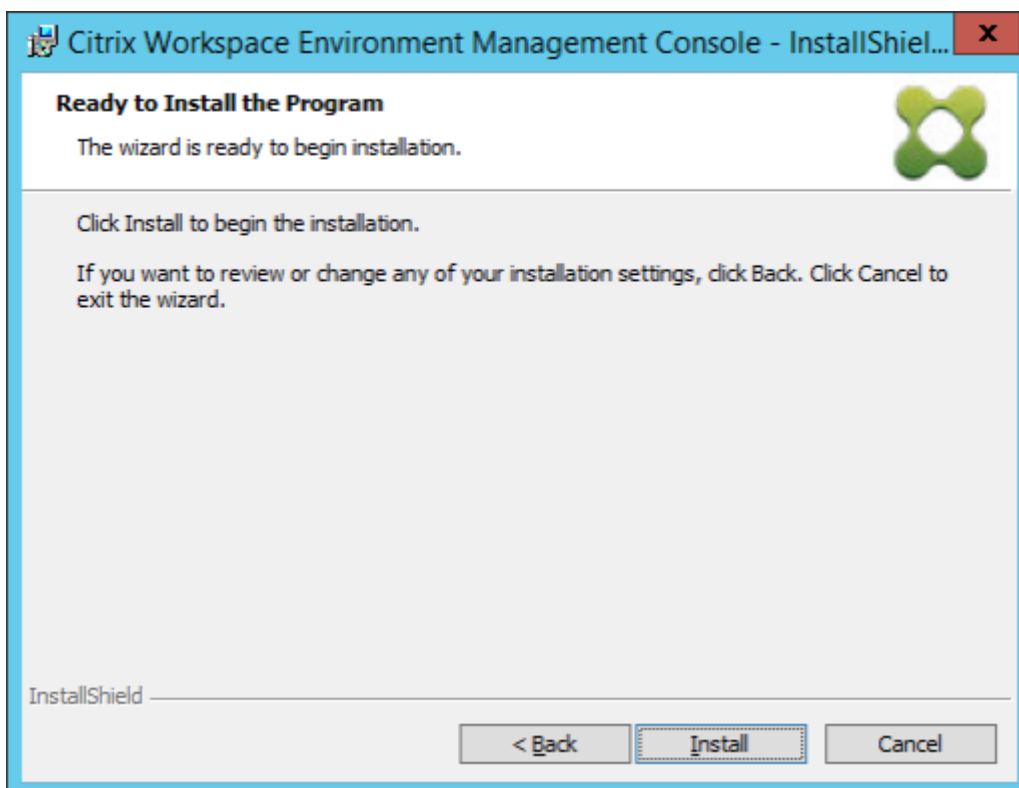 Citrix Workspace Environment Management Console - InstallShiel...
x
Ready to Install the Program
The wizard is ready to begin installation.
Click Install to begin the installation.
If you want to review or change any of your installation settings, click Back. Click Cancel to
exit the wizard.
InstallShield
< Back
Install
Cancel